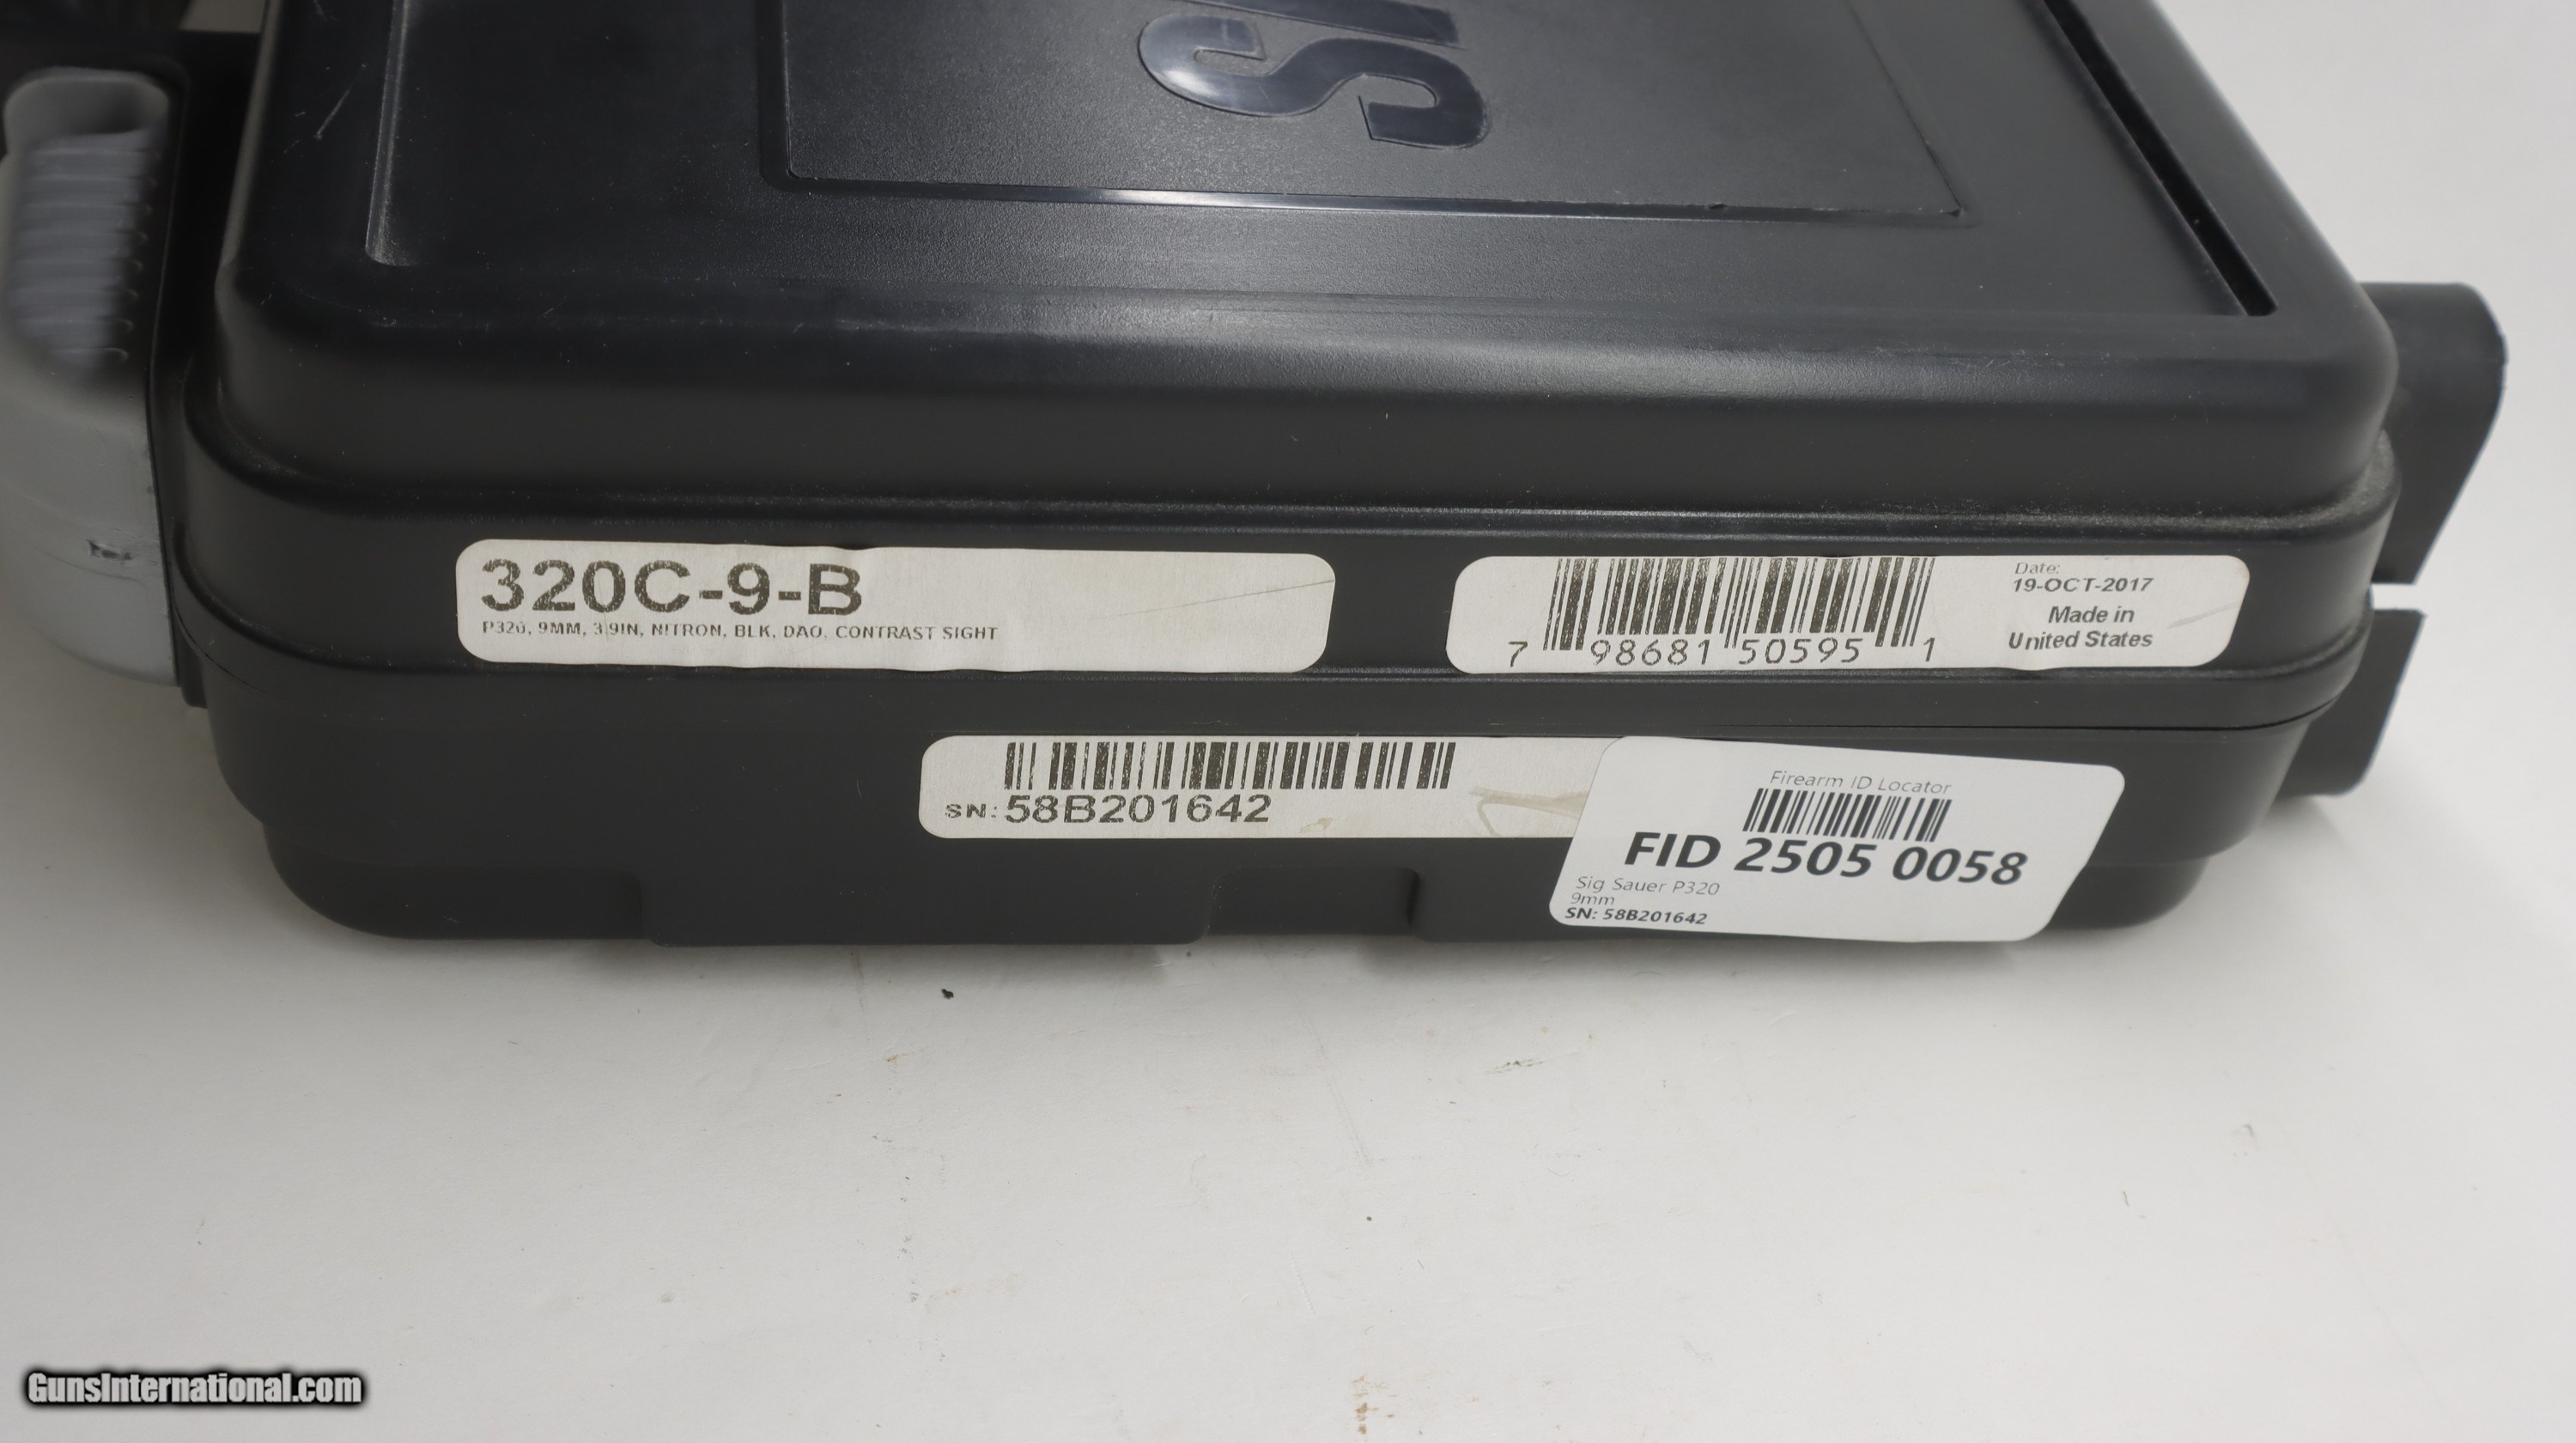 SI
320C-9-B
P320, 9MM, 3.9IN, NITRON, BLK, DAO, CONTRAST SIGHT
7 98681 50595 1
Date:
19-OCT-2017
Made in
United States
SN: 58B201642
Firearm ID Locator
FID 2505 0058
Sig Sauer P320
9mm
SN: 58B201642
GunsInternational.com